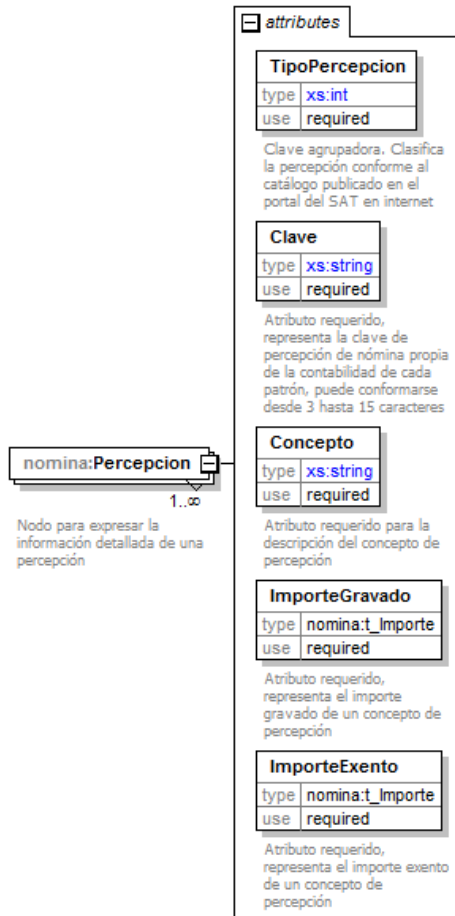 attributes
TipoPercepcion
type xs:int
use required
Clave agrupadora. Clasifica
la percepción conforme al
catálogo publicado en el
portal del SAT en internet
Clave
type xs:string
use required
Atributo requerido,
representa la clave de
percepción de nómina propia
de la contabilidad de cada
patrón, puede conformarse
desde 3 hasta 15 caracteres
nomina:Percepcion
1..∞
Nodo para expresar la
información detallada de una
percepción
Concepto
type xs:string
use required
Atributo requerido para la
descripción del concepto de
percepción
ImporteGravado
type nomina:t_Importe
use required
Atributo requerido,
representa el importe
gravado de un concepto de
percepción
ImporteExento
type nomina:t_Importe
use required
Atributo requerido,
representa el importe exento
de un concepto de
percepción